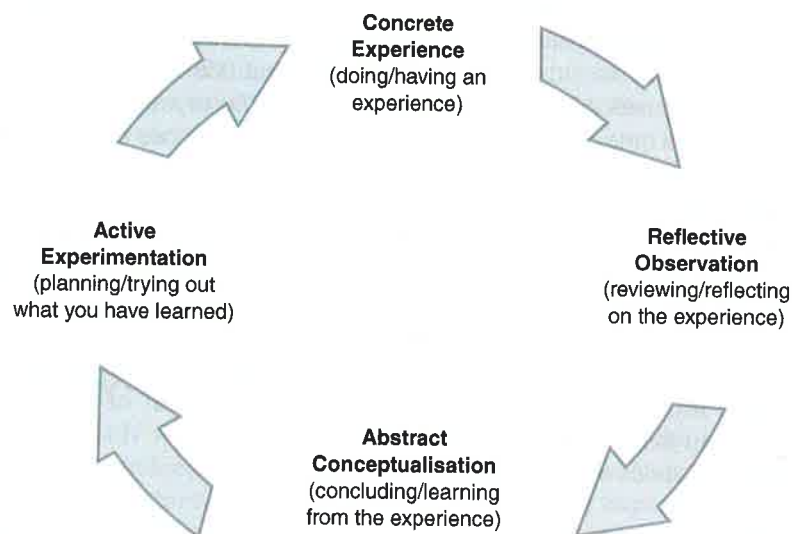 Concrete
Experience
(doing/having an
experience)
Reflective
Observation
(reviewing/reflecting
on the experience)
Abstract
Conceptualisation
(concluding/learning
from the experience)
Active
Experimentation
(planning/trying out
what you have learned)